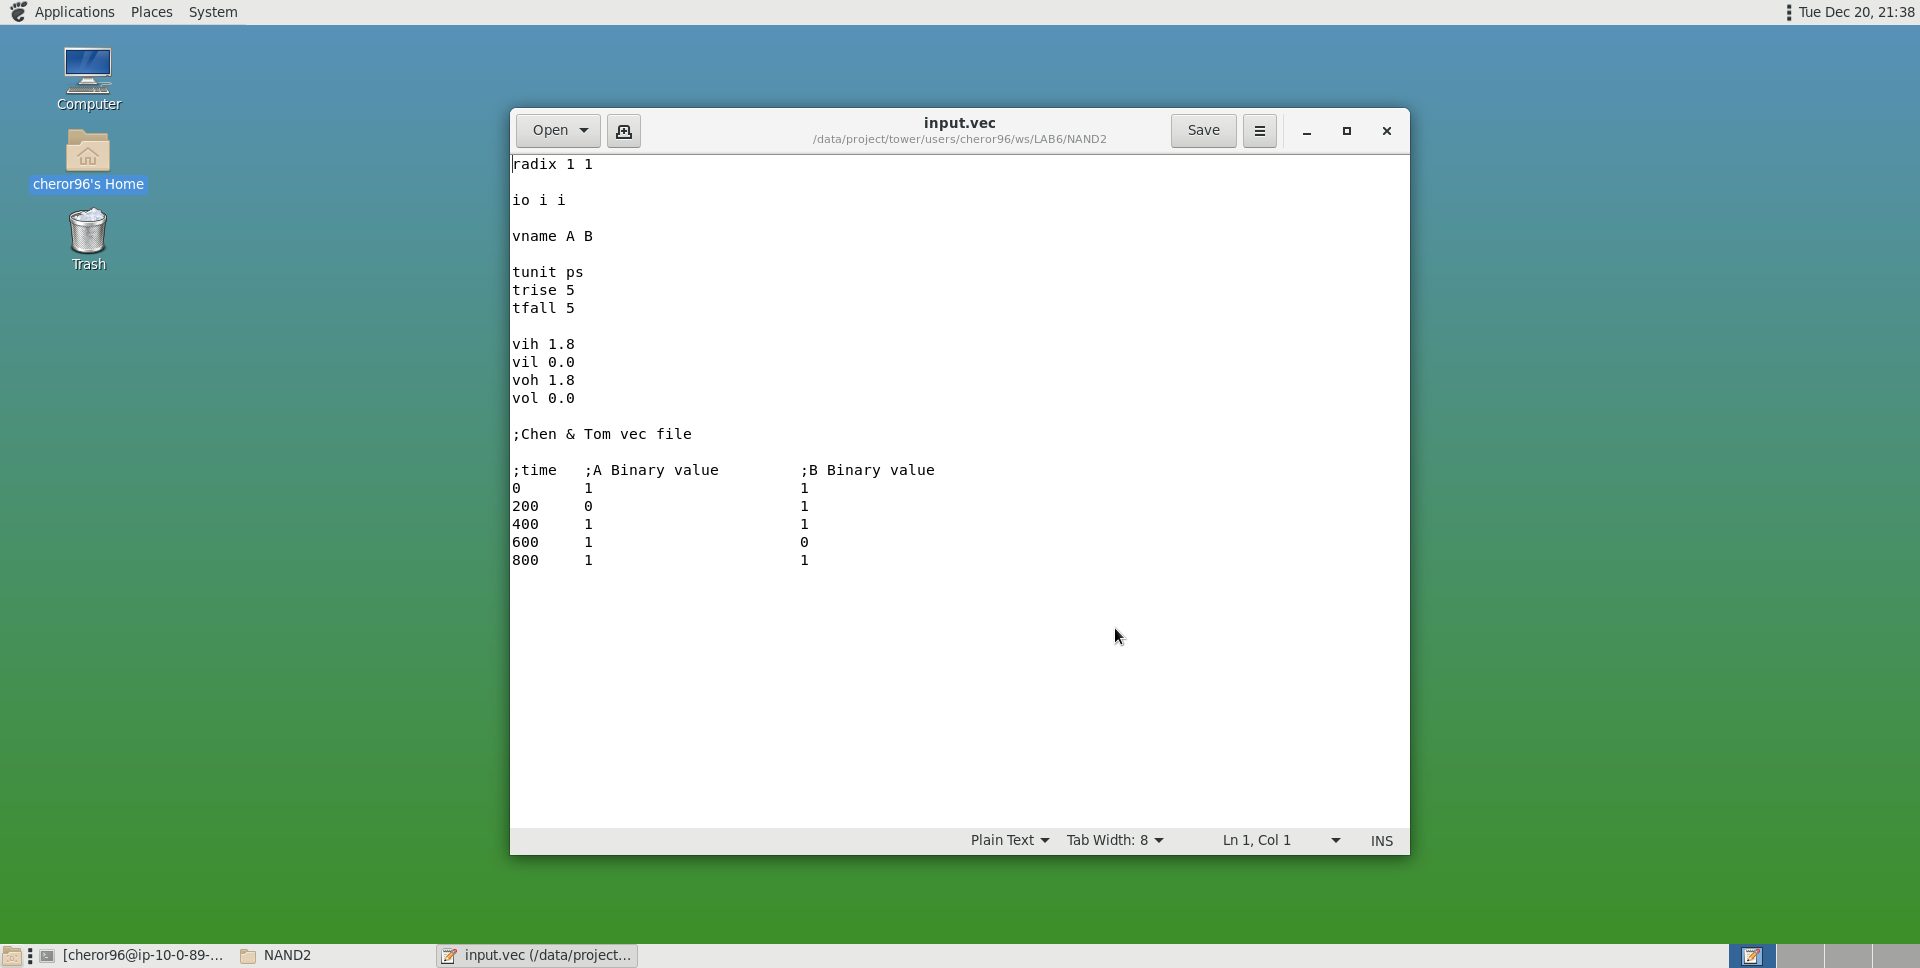 Applications Places System
Tue Dec 20, 21:38
Computer
cheror96's Home
Trash
Open
input.vec
/data/project/tower/users/cheror96/ws/LAB6/NAND2
Save
radix 1 1
io i i
vname A B
tunit ps
trise 5
tfall 5
vih 1.8
vil 0.0
voh 1.8
vol 0.0
;Chen & Tom vec file
;time ;A Binary value ;B Binary value
0 1 1
200 0 1
400 1 1
600 1 0
800 1 1
Plain Text Tab Width: 8 Ln 1, Col 1 INS
[cheror96@ip-10-0-89-... NAND2 input.vec (/data/project...